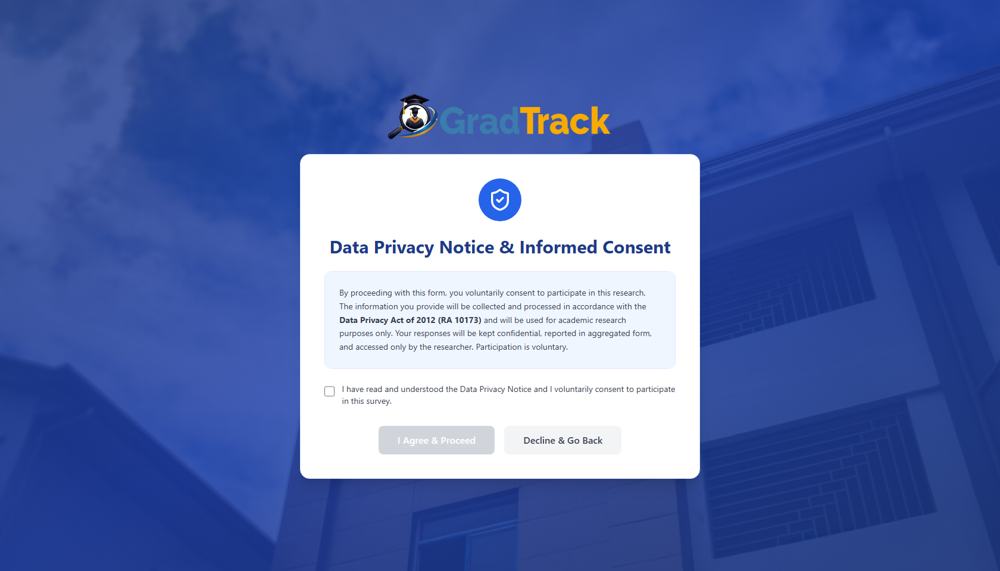 GradTrack
Data Privacy Notice & Informed Consent
By proceeding with this form, you voluntarily consent to participate in this research.
The information you provide will be collected and processed in accordance with the
Data Privacy Act of 2012 (RA 10173) and will be used for academic research
purposes only. Your responses will be kept confidential, reported in aggregated form,
and accessed only by the researcher. Participation is voluntary.
I have read and understood the Data Privacy Notice and I voluntarily consent to participate
in this survey.
I Agree & Proceed
Decline & Go Back